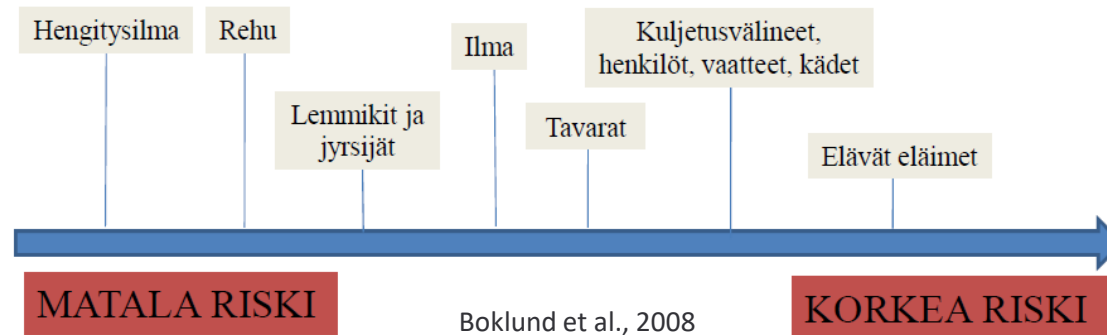 Hengitysilma
Rehu
Lemmikit ja
jyrsijät
Ilma
Tavarat
Kuljetusvälineet,
henkilöt, vaatteet, kädet
Elävät eläimet
MATALA RISKI
Boklund et al., 2008
KORKEA RISKI